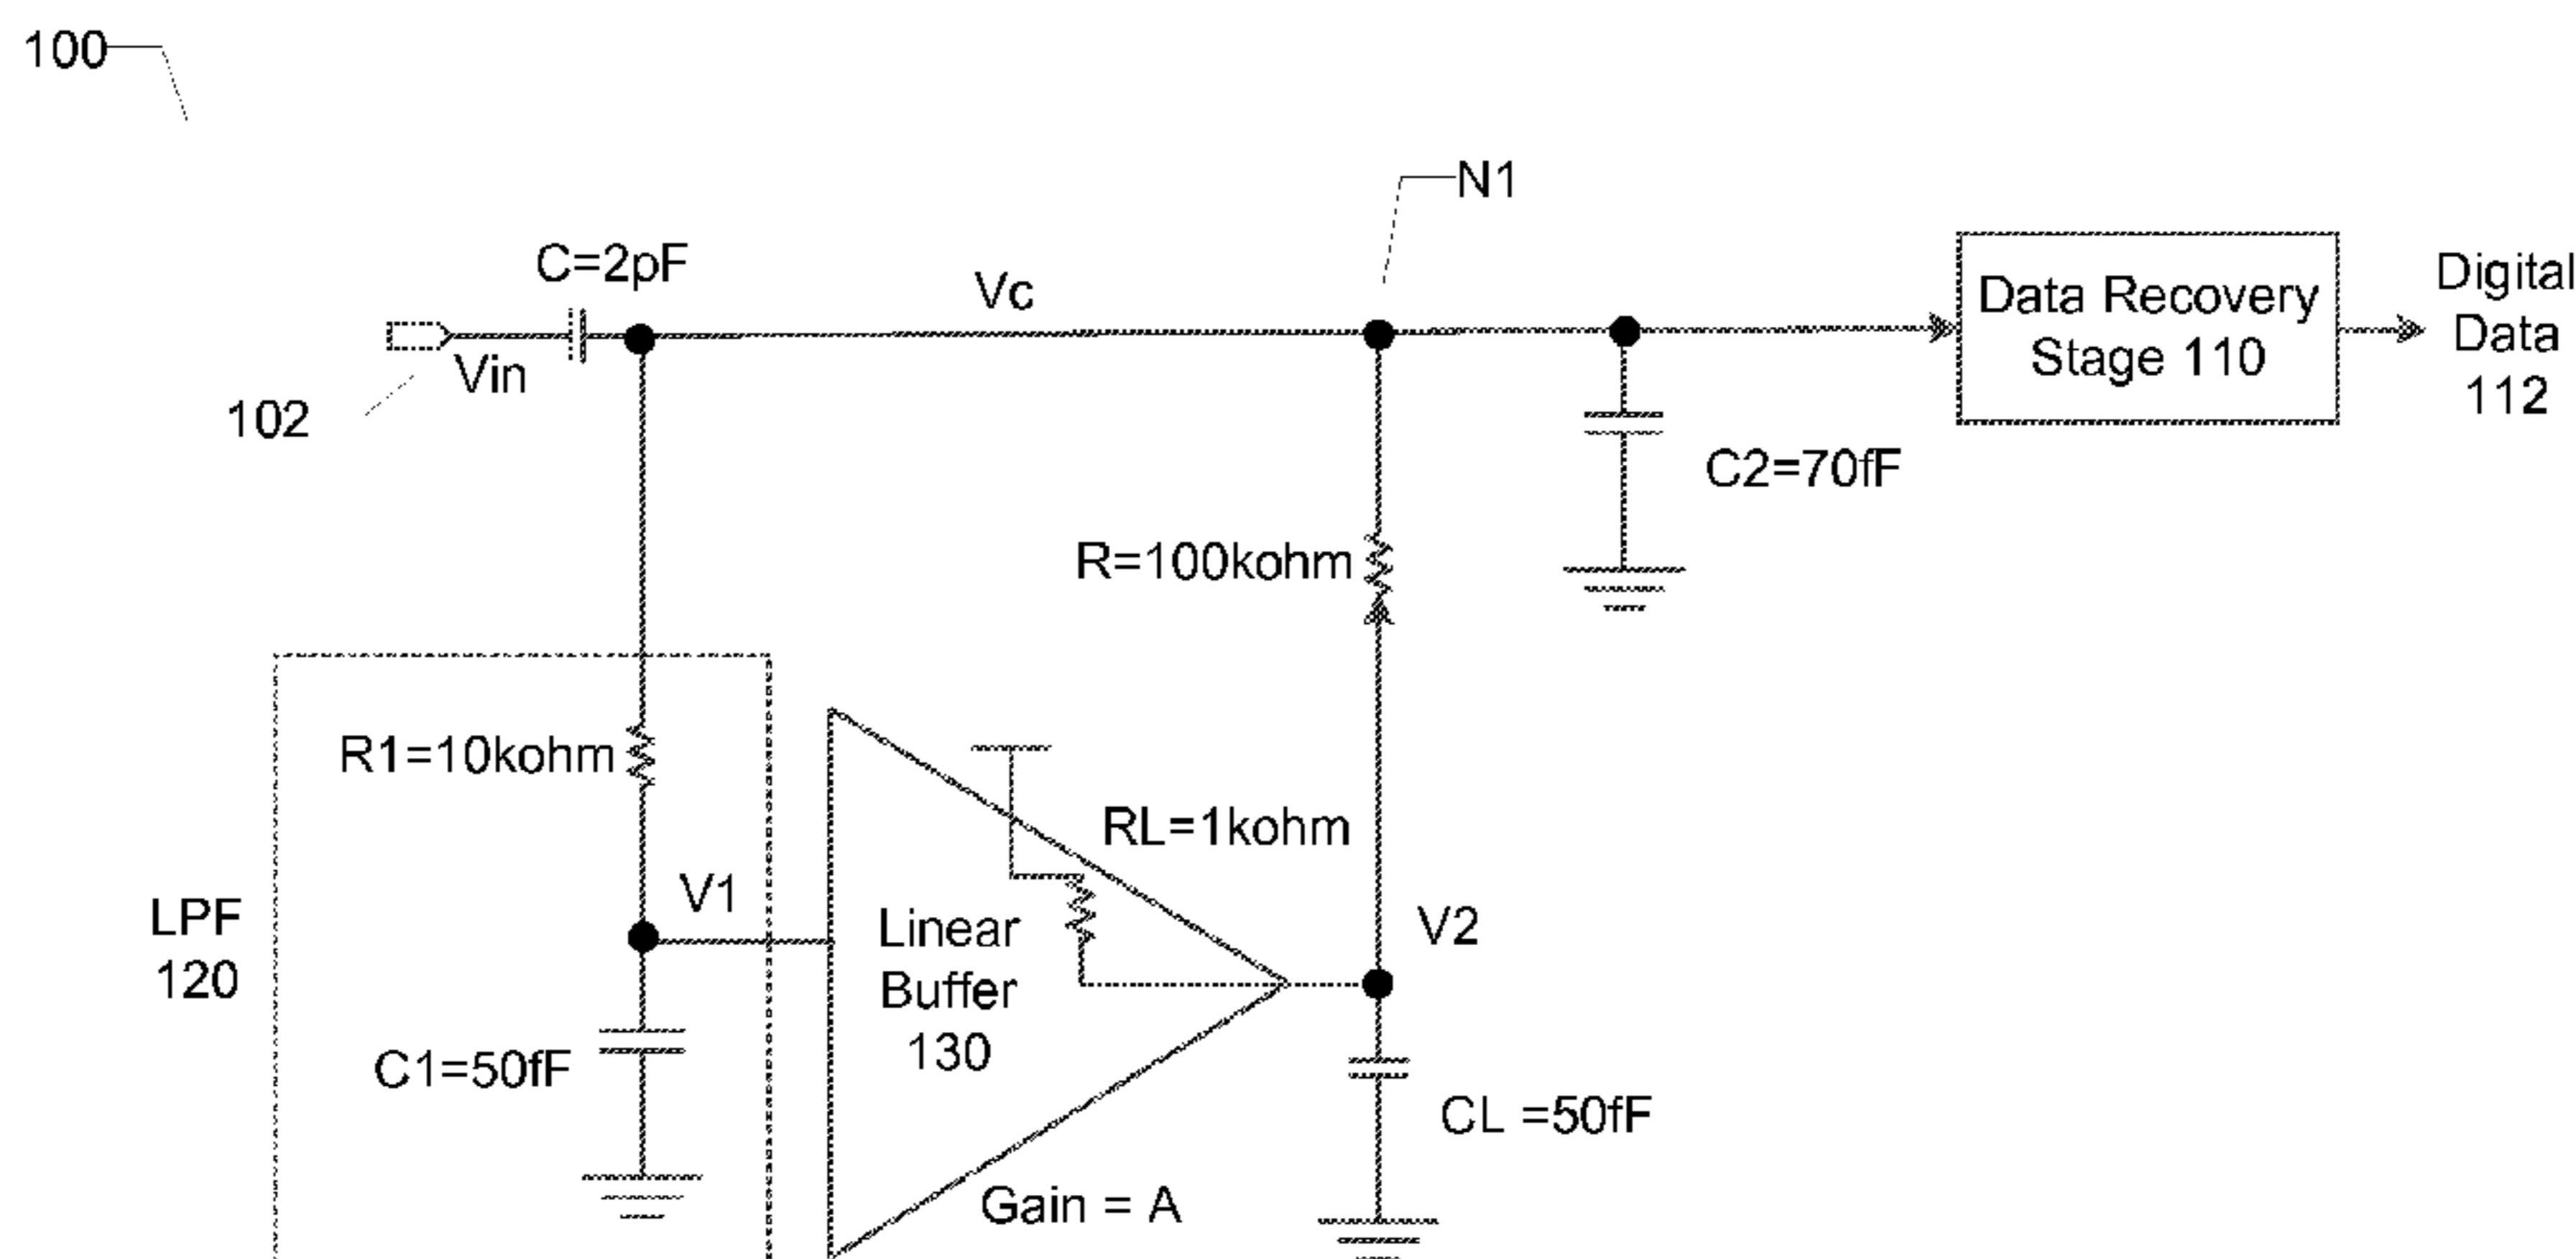 100
N1
C=2pF
Vc
Vin
102
Data Recovery
Stage 110
Digital
Data
112
C2=70fF
R=100kohm
R1=10kohm
RL=1kohm
V1
V2
LPF
120
Linear
Buffer
130
C1=50fF
CL =50fF
Gain = A